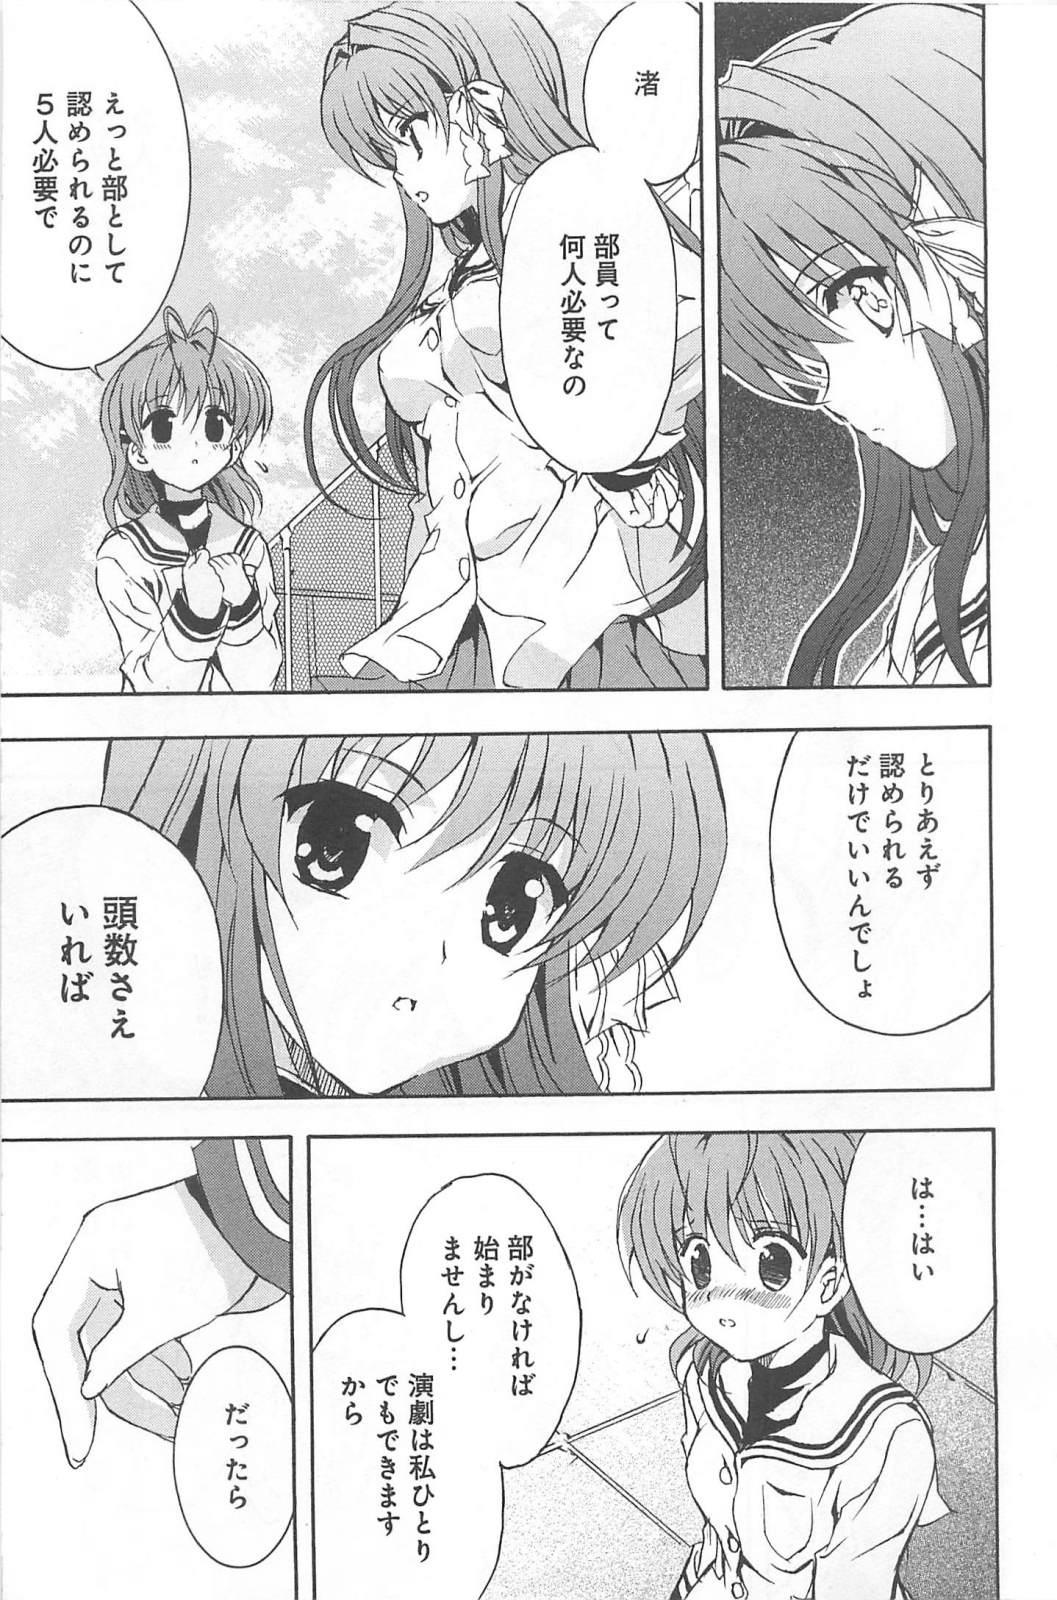 渚
部員って
何人必要なの
えっと部として
認められるのに
5人必要で
とりあえず
認められる
だけでいいんでしょ
頭数さえ
いれば
は…はい
部がなければ
始まり
ませんし…
演劇は私ひとり
でもできます
から
だったら